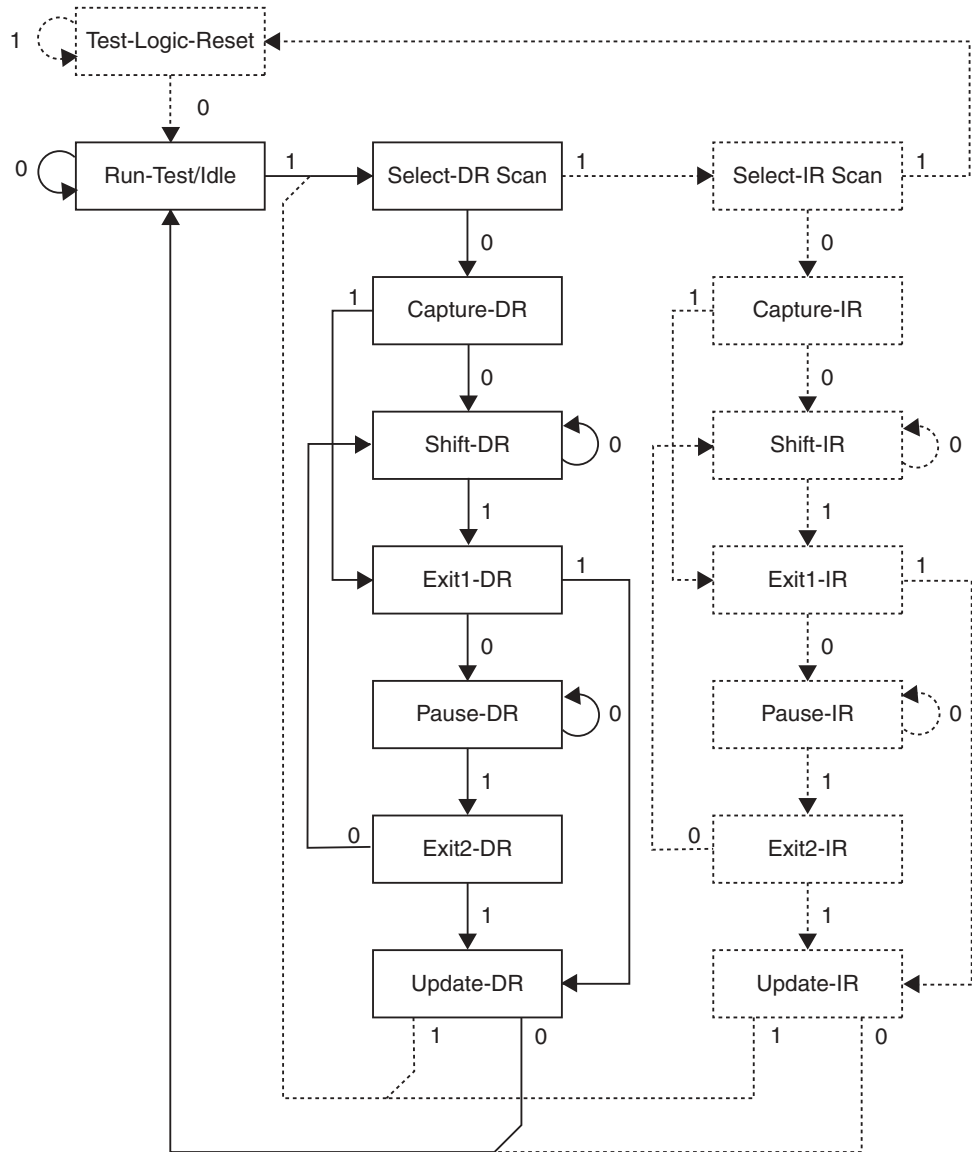 Test-Logic-Reset
1
0
Run-Test/Idle
0
1
Select-DR Scan
1
Select-IR Scan
1
0
0
Capture-DR
1
Capture-IR
1
0
0
Shift-DR
0
Shift-IR
0
1
1
Exit1-DR
1
Exit1-IR
1
0
0
Pause-DR
0
Pause-IR
0
1
1
Exit2-DR
0
Exit2-IR
0
1
1
Update-DR
Update-IR
1
0
1
0